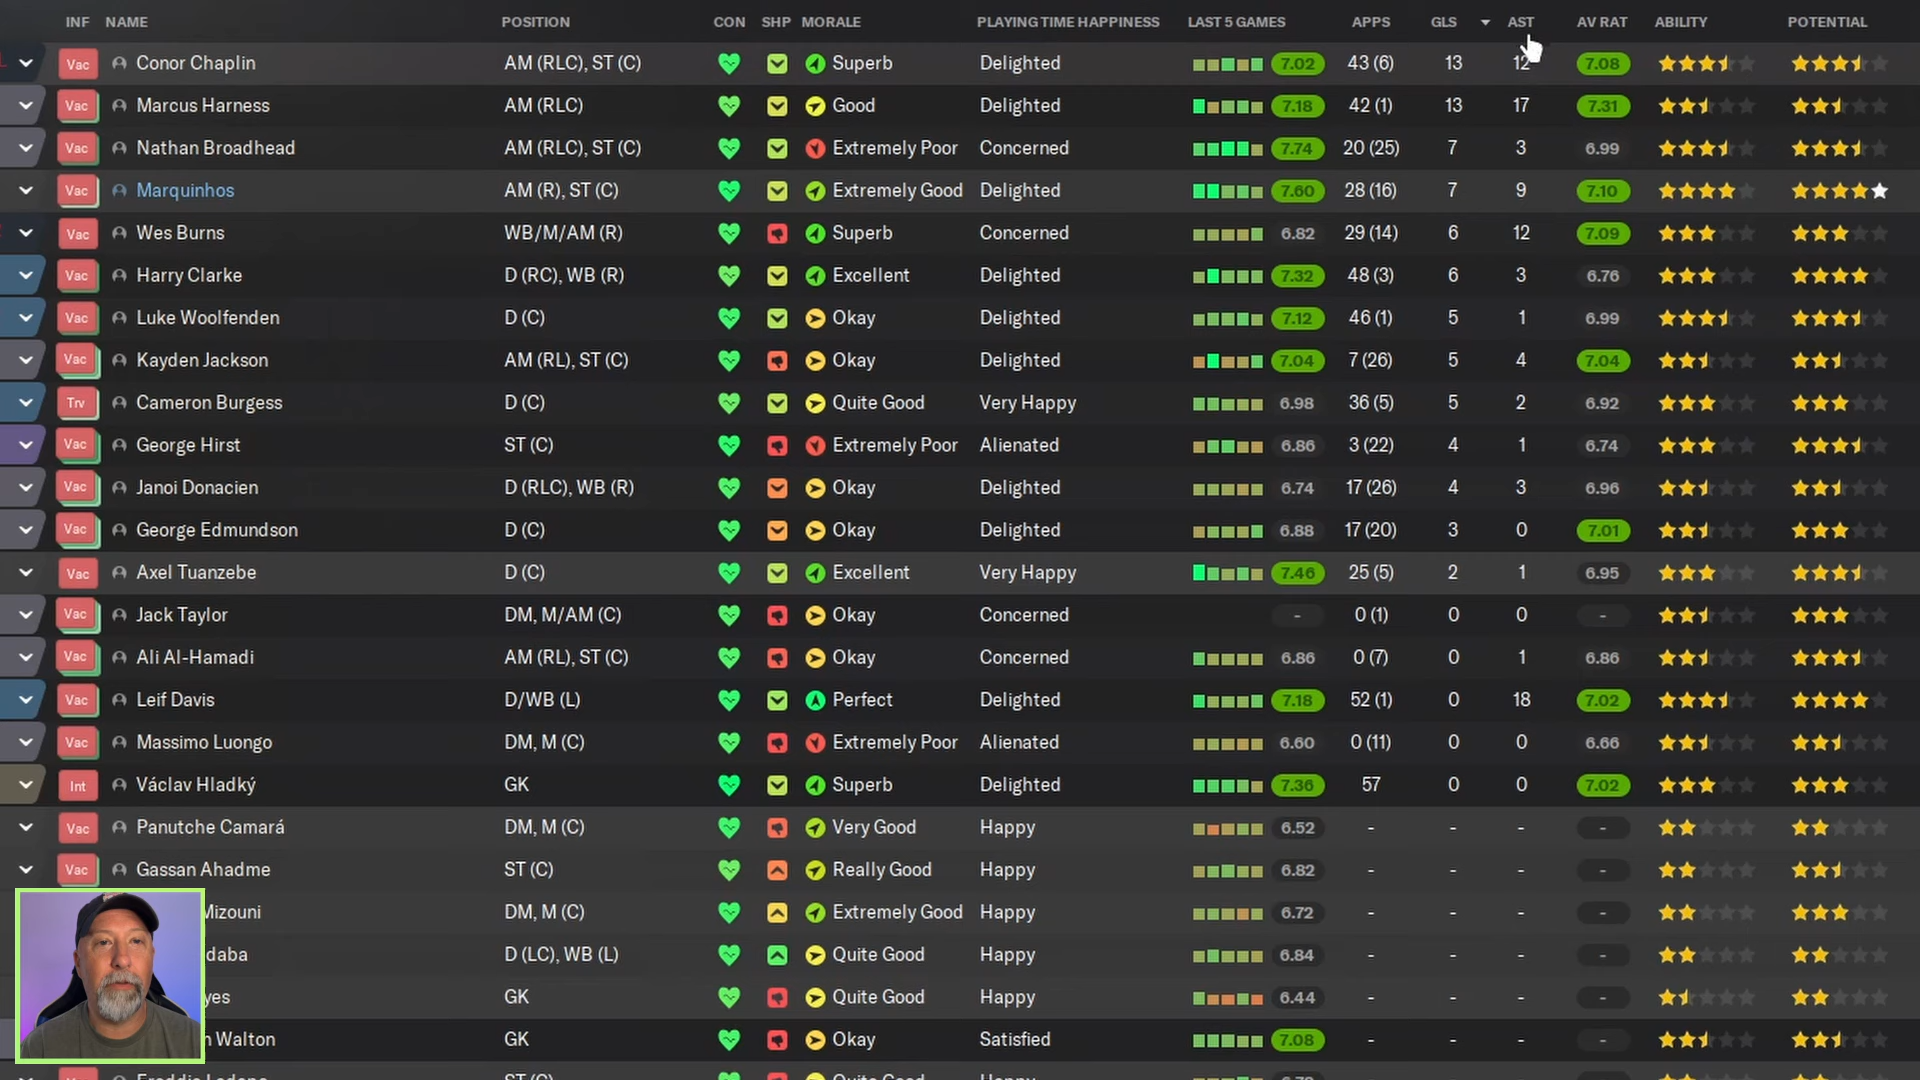 INF NAME POSITION CON SHP MORALE PLAYING TIME HAPPINESS LAST 5 GAMES APPS GLS AST AV RAT ABILITY POTENTIAL
Vac Conor Chaplin AM (RLC), ST (C) Superb Delighted 7.02 43 (6) 13 12 7.08
Vac Marcus Harness AM (RLC) Good Delighted 7.18 42 (1) 13 17 7.31
Vac Nathan Broadhead AM (RLC), ST (C) Extremely Poor Concerned 7.74 20 (25) 7 3 6.99
Vac Marquinhos AM (R), ST (C) Extremely Good Delighted 7.60 28 (16) 7 9 7.10
Vac Wes Burns WB/M/AM (R) Superb Concerned 6.82 29 (14) 6 12 7.09
Vac Harry Clarke D (RC), WB (R) Excellent Delighted 7.32 48 (3) 6 3 6.76
Vac Luke Woolfenden D (C) Okay Delighted 7.12 46 (1) 5 1 6.99
Vac Kayden Jackson AM (RL), ST (C) Okay Delighted 7.04 7 (26) 5 4 7.04
Trv Cameron Burgess D (C) Quite Good Very Happy 6.98 36 (5) 5 2 6.92
Vac George Hirst ST (C) Extremely Poor Alienated 6.86 3 (22) 4 1 6.74
Vac Janoi Donacien D (RLC), WB (R) Okay Delighted 6.74 17 (26) 4 3 6.96
Vac George Edmundson D (C) Okay Delighted 6.88 17 (20) 3 0 7.01
Vac Axel Tuanzebe D (C) Excellent Very Happy 7.46 25 (5) 2 1 6.95
Vac Jack Taylor DM, M/AM (C) Okay Concerned - 0 (1) 0 0 -
Vac Ali Al-Hamadi AM (RL), ST (C) Okay Concerned 6.86 0 (7) 0 1 6.86
Vac Leif Davis D/WB (L) Perfect Delighted 7.18 52 (1) 0 18 7.02
Vac Massimo Luongo DM, M (C) Extremely Poor Alienated 6.60 0 (11) 0 0 6.66
Int Václav Hladký GK Superb Delighted 7.36 57 0 0 7.02
Vac Panutche Camará DM, M (C) Very Good Happy 6.52 - - - -
Vac Gassan Ahadme ST (C) Really Good Happy 6.82 - - - -
Mizouni DM, M (C) Extremely Good Happy 6.72 - - - -
daba D (LC), WB (L) Quite Good Happy 6.84 - - - -
yes GK Quite Good Happy 6.44 - - - -
n Walton GK Okay Satisfied 7.08 - - - -
ST (C) Quite Good Happy